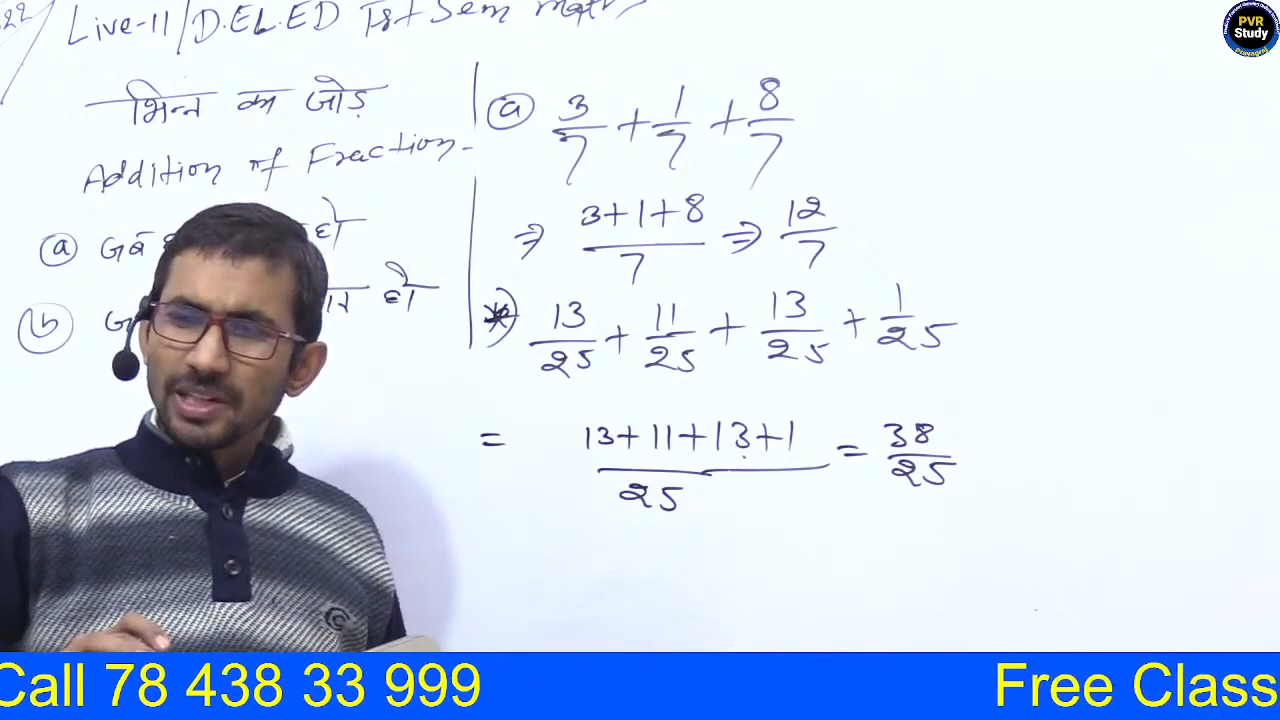 Live-11/D.EL.ED Ist Sem Math
भिन्न का जोड़
Addition of Fraction -
a
हो
b
हो
a 3/7 + 1/7 + 8/7
⇒ 3+1+8/7 ⇒ 12/7
* 13/25 + 11/25 + 13/25 + 1/25
= 13+11+13+1/25 = 38/25
PVR
Study
Prayagraj
Call 78 438 33 999
Free Class